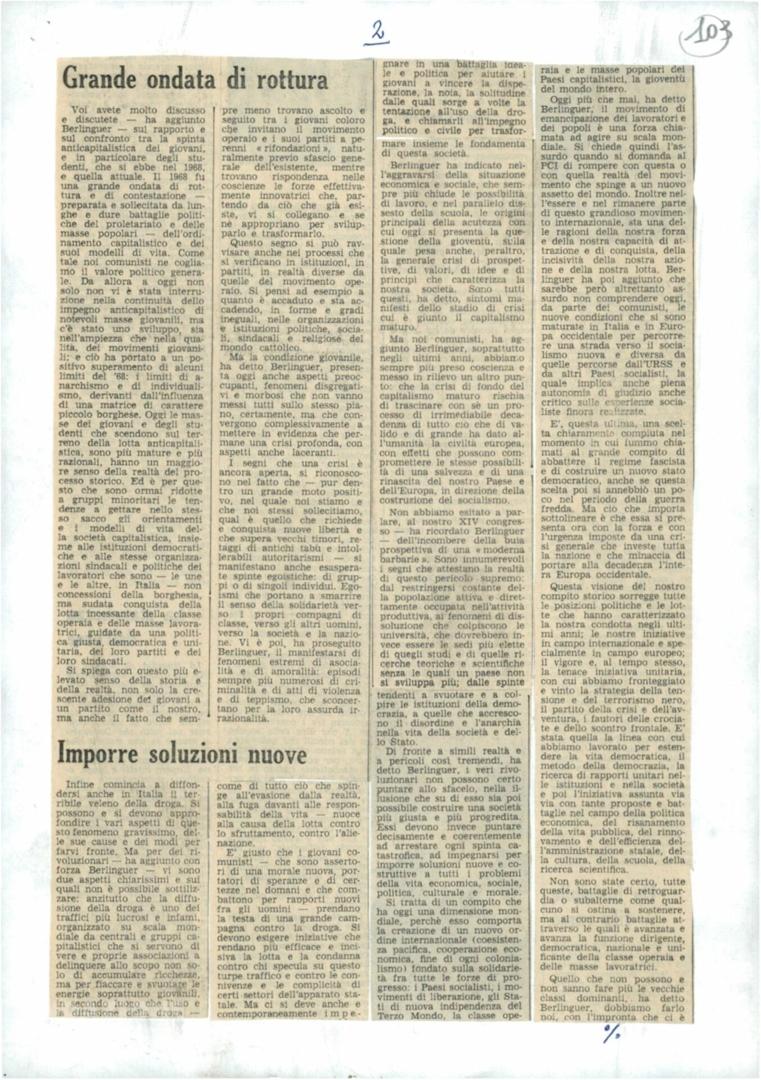 2
103
Grande ondata di rottura
Voi avete molto discusso
e discutete — ha aggiunto
Berlinguer — sul rapporto e
sul confronto tra la spinta
anticapitalistica dei giovani,
e in particolare degli stu-
denti, che si ebbe nel 1968,
e quella attuale. Il 1968 fu
una grande ondata di rot-
tura e di contestazione —
preparata e sollecitata da lun-
ghe e dure battaglie politi-
che del proletariato e delle
masse popolari — dell'ordi-
namento capitalistico e dei
suoi modelli di vita. Come
tale noi comunisti ne coglia-
mo il valore politico genera-
le. Da allora a oggi non
solo non vi è stata interru-
zione nella continuità dello
impegno anticapitalistico di
notevoli masse giovanili, ma
c'è stato uno sviluppo, sia
nell'ampiezza che nella qua-
lità, dei movimenti giovani-
li; e ciò ha portato a un po-
sitivo superamento di alcuni
limiti del '68: i limiti di a-
narchismo e di individuali-
smo, derivanti dall'influenza
di una matrice di carattere
piccolo borghese. Oggi le mas-
se dei giovani e degli stu-
denti che scendono sul ter-
reno della lotta anticapitali-
stica, sono più mature e più
razionali, hanno un maggio-
re senso della realtà del pro-
cesso storico. Ed è per que-
sto che sono ormai ridotte
a gruppi minoritari le ten-
denze a gettare nello stes-
so sacco gli orientamenti
e i modelli di vita del-
la società capitalistica, insie-
me alle istituzioni democrati-
che e alle stesse organizza-
zioni sindacali e politiche dei
lavoratori che sono — le une
e le altre, in Italia — non
concessioni della borghesia,
ma sudata conquista della
lotta incessante della classe
operaia e delle masse lavora-
trici, guidate da una politi-
ca giusta, democratica e uni-
taria, dei loro partiti e dei
loro sindacati.
Si spiega con questo più e-
levato senso della storia e
della realtà, non solo la cre-
scente adesione dei giovani a
un partito come il nostro,
ma anche il fatto che sem-
pre meno trovano ascolto e
seguito tra i giovani coloro
che invitano il movimento
operaio e i suoi partiti a pe-
renni « rifondazioni », natu-
ralmente previo sfascio gene-
rale dell'esistente, mentre
trovano rispondenza nelle
coscienze le forze effettiva-
mente innovatrici che, par-
tendo da ciò che già esi-
ste, vi si collegano e se
ne appropriano per svilup-
parlo e trasformarlo.
Questo segno si può rav-
visare anche nei processi che
si verificano in istituzioni, in
partiti, in realtà diverse da
quelle del movimento ope-
raio. Si pensi ad esempio a
quanto è accaduto e sta ac-
cadendo, in forme e gradi
ineguali, nelle organizzazioni
e istituzioni politiche, socia-
li, sindacali e religiose del
mondo cattolico.
Ma la condizione giovanile,
ha detto Berlinguer, presen-
ta oggi anche aspetti preoc-
cupanti, fenomeni disgregati-
vi e morbosi che non vanno
messi tutti sullo stesso pia-
no, certamente, ma che con-
vergono complessivamente a
mettere in evidenza che per-
mane una crisi profonda, con
aspetti anche laceranti.
I segni che una crisi è
ancora aperta, si riconosco-
no nel fatto che — pur den-
tro un grande moto positi-
vo, nel quale noi stiamo e
che noi stessi sollecitiamo,
qual è quello che richiede
e conquista nuove libertà e
che supera vecchi timori, re-
taggi di antichi tabù e intol-
lerabili autoritarismi — si
manifestano anche esaspera-
te spinte egoistiche: di grup-
pi o di singoli individui. Ego-
ismi che portano a smarrire
il senso della solidarietà ver-
so i propri compagni di
classe, verso gli altri uomini,
verso la società e la nazio-
ne. Vi è poi, ha proseguito
Berlinguer, il manifestarsi di
fenomeni estremi di asocia-
lità e di amoralità: episodi
sempre più numerosi di cri-
minalità e di atti di violenza
e di teppismo, che sconcer-
tano per la loro assurda ir-
razionalità.
Imporre soluzioni nuove
Infine comincia a diffon-
dersi anche in Italia il ter-
ribile veleno della droga. Si
possono e si devono appro-
fondire i vari aspetti di que-
sto fenomeno gravissimo, del-
le sue cause e dei modi per
farvi fronte. Ma per dei ri-
voluzionari — ha aggiunto con
forza Berlinguer — vi sono
due aspetti chiarissimi e sui
quali non è possibile sottiliz-
zare: anzitutto che la diffu-
sione della droga è uno dei
traffici più lucrosi e infami,
organizzato su scala mon-
diale da centrali e gruppi ca-
pitalistici che si servono di
vere e proprie associazioni a
delinquere allo scopo non so-
lo di accumulare ricchezze,
ma per fiaccare e svuotare le
energie soprattutto giovanili,
in secondo luogo che l'uso e
la diffusione della droga —
come di tutto ciò che spin-
ge all'evasione dalla realtà,
alla fuga davanti alle respon-
sabilità della vita — nuoce
alla causa della lotta contro
lo sfruttamento, contro l'alie-
nazione.
E' giusto che i giovani co-
munisti — che sono asserto-
ri di una morale nuova, por-
tatori di speranze e di cer-
tezze nel domani e che com-
battono per rapporti nuovi
fra gli uomini — prendano
la testa di una grande cam-
pagna contro la droga. Si
devono esigere iniziative che
rendano più efficace e inci-
siva la lotta e la condanna
contro chi specula su questo
turpe traffico e contro le con-
nivenze e le complicità di
certi settori dell'apparato sta-
tale. Ma ci si deve anche e
contemporaneamente impe-
gnare in una battaglia idea-
le e politica per aiutare i
giovani a vincere la dispe-
razione, la noia, la solitudine
dalle quali sorge a volte la
tentazione all'uso della dro-
ga, e chiamarli all'impegno
politico e civile per trasfor-
mare insieme le fondamenta
di questa società.
Berlinguer ha indicato nel-
l'aggravarsi della situazione
economica e sociale, che sem-
pre più chiude le possibilità
di lavoro, e nel parallelo dis-
sesto della scuola, le origini
principali della acutezza con
cui oggi si presenta la que-
stione della gioventù, sulla
quale pesa anche, peraltro,
la generale crisi di prospet-
tive, di valori, di idee e di
principi che caratterizza la
nostra società. Sono tutti
questi, ha detto, sintomi ma-
nifesti dello stadio di crisi
cui è giunto il capitalismo
maturo.
Ma noi comunisti, ha ag-
giunto Berlinguer, soprattutto
negli ultimi anni, abbiamo
sempre più preso coscienza e
messo in rilievo un altro pun-
to: che la crisi di fondo del
capitalismo maturo rischia
di trascinare con sé un pro-
cesso di irrimediabile deca-
denza di tutto ciò che di va-
lido e di grande ha dato al-
l'umanità la civiltà europea,
con effetti che possono com-
promettere le stesse possibili-
tà di una salvezza e di una
rinascita del nostro Paese e
dell'Europa, in direzione della
costruzione del socialismo.
Non abbiamo esitato a par-
lare, al nostro XIV congres-
so — ha ricordato Berlinguer
— dell'incombere della buia
prospettiva di una « moderna
barbarie ». Sono innumerevoli
i segni che attestano la realtà
di questo pericolo supremo:
dal restringersi costante del-
la popolazione attiva e diret-
tamente occupata nell'attività
produttiva, ai fenomeni di dis-
soluzione che colpiscono le
università, che dovrebbero in-
vece essere le sedi più elette
di quegli studi e di quelle ri-
cerche teoriche e scientifiche
senza le quali un paese non
si sviluppa più; dalle spinte
tendenti a svuotare e a col-
pire le istituzioni della demo-
crazia, a quelle che accresco-
no il disordine e l'anarchia
nella vita della società e del-
lo Stato.
Di fronte a simili realtà e
a pericoli così tremendi, ha
detto Berlinguer, i veri rivo-
luzionari non possono certo
puntare allo sfacelo, nella il-
lusione che su di esso sia poi
possibile costruire una società
più giusta e più progredita.
Essi devono invece puntare
decisamente e coerentemente
ad arrestare ogni spinta ca-
tastrofica, ad impegnarsi per
imporre soluzioni nuove e co-
struttive a tutti i problemi
della vita economica, sociale,
politica, culturale e morale.
Si tratta di un compito che
ha oggi una dimensione mon-
diale, perché esso comporta
la creazione di un nuovo or-
dine internazionale (coesisten-
za pacifica, cooperazione eco-
nomica, fine di ogni colonia-
lismo) fondato sulla solidarie-
tà fra tutte le forze di pro-
gresso: i Paesi socialisti, i mo-
vimenti di liberazione, gli Sta-
ti di nuova indipendenza del
Terzo Mondo, la classe ope-
raia e le masse popolari dei
Paesi capitalistici, la gioventù
del mondo intero.
Oggi più che mai, ha detto
Berlinguer, il movimento di
emancipazione dei lavoratori e
dei popoli è una forza chia-
mata ad agire su scala mon-
diale. Si chiede quindi l'as-
surdo quando si domanda al
PCI di rompere con questa o
con quella realtà del movi-
mento che spinge a un nuovo
assetto del mondo. Inoltre nel-
l'essere e nel rimanere parte
di questo grandioso movimen-
to internazionale, sta una del-
le ragioni della nostra forza
e della nostra capacità di at-
trazione e di conquista, della
incisività della nostra azio-
ne e della nostra lotta. Ber-
linguer ha poi aggiunto che
sarebbe però altrettanto as-
surdo non comprendere oggi,
da parte dei comunisti, le
nuove condizioni che si sono
maturate in Italia e in Euro-
pa occidentale per percorre-
re una strada verso il socia-
lismo nuova e diversa da
quelle percorse dall'URSS e
da altri Paesi socialisti, la
quale implica anche piena
autonomia di giudizio anche
critico sulle esperienze socia-
liste finora realizzate.
E', questa ultima, una scel-
ta chiaramente compiuta nel
momento in cui fummo chia-
mati al grande compito di
abbattere il regime fascista
e di costruire un nuovo stato
democratico, anche se questa
scelta poi si annebbiò un po-
co nel periodo della guerra
fredda. Ma ciò che importa
sottolineare è che essa si pre-
senta ora con la forza e con
l'urgenza imposte da una cri-
si generale che investe tutta
la nazione e che minaccia di
portare alla decadenza l'inte-
ra Europa occidentale.
Questa visione del nostro
compito storico sorregge tutte
le posizioni politiche e le lot-
te che hanno caratterizzato
la nostra condotta negli ulti-
mi anni; le nostre iniziative
in campo internazionale e spe-
cialmente in campo europeo;
il vigore e, al tempo stesso,
la tenace iniziativa unitaria,
con cui abbiamo fronteggiato
e vinto la strategia della ten-
sione e del terrorismo nero,
il partito della crisi e dell'av-
ventura, i fautori delle crocia-
te e dello scontro frontale. E'
stata quella la linea con cui
abbiamo lavorato per esten-
dere la vita democratica, il
metodo della democrazia, la
ricerca di rapporti unitari nel-
le istituzioni e nella società
e poi l'iniziativa assunta via
via con tante proposte e bat-
taglie nel campo della politica
economica, del risanamento
della vita pubblica, del rinno-
vamento e dell'efficienza del-
l'amministrazione statale, del-
la cultura, della scuola, della
ricerca scientifica.
Non sono state certo, tutte
queste, battaglie di retroguar-
dia o subalterne come qual-
cuno si ostina a sostenere,
ma al contrario battaglie at-
traverso le quali è avanzata e
avanza la funzione dirigente,
democratica, nazionale e uni-
ficante della classe operaia e
delle masse lavoratrici.
Quello che non possono e
non sanno fare più le vecchie
classi dominanti, ha detto
Berlinguer, dobbiamo farlo
noi, con l'impronta che ci è
%